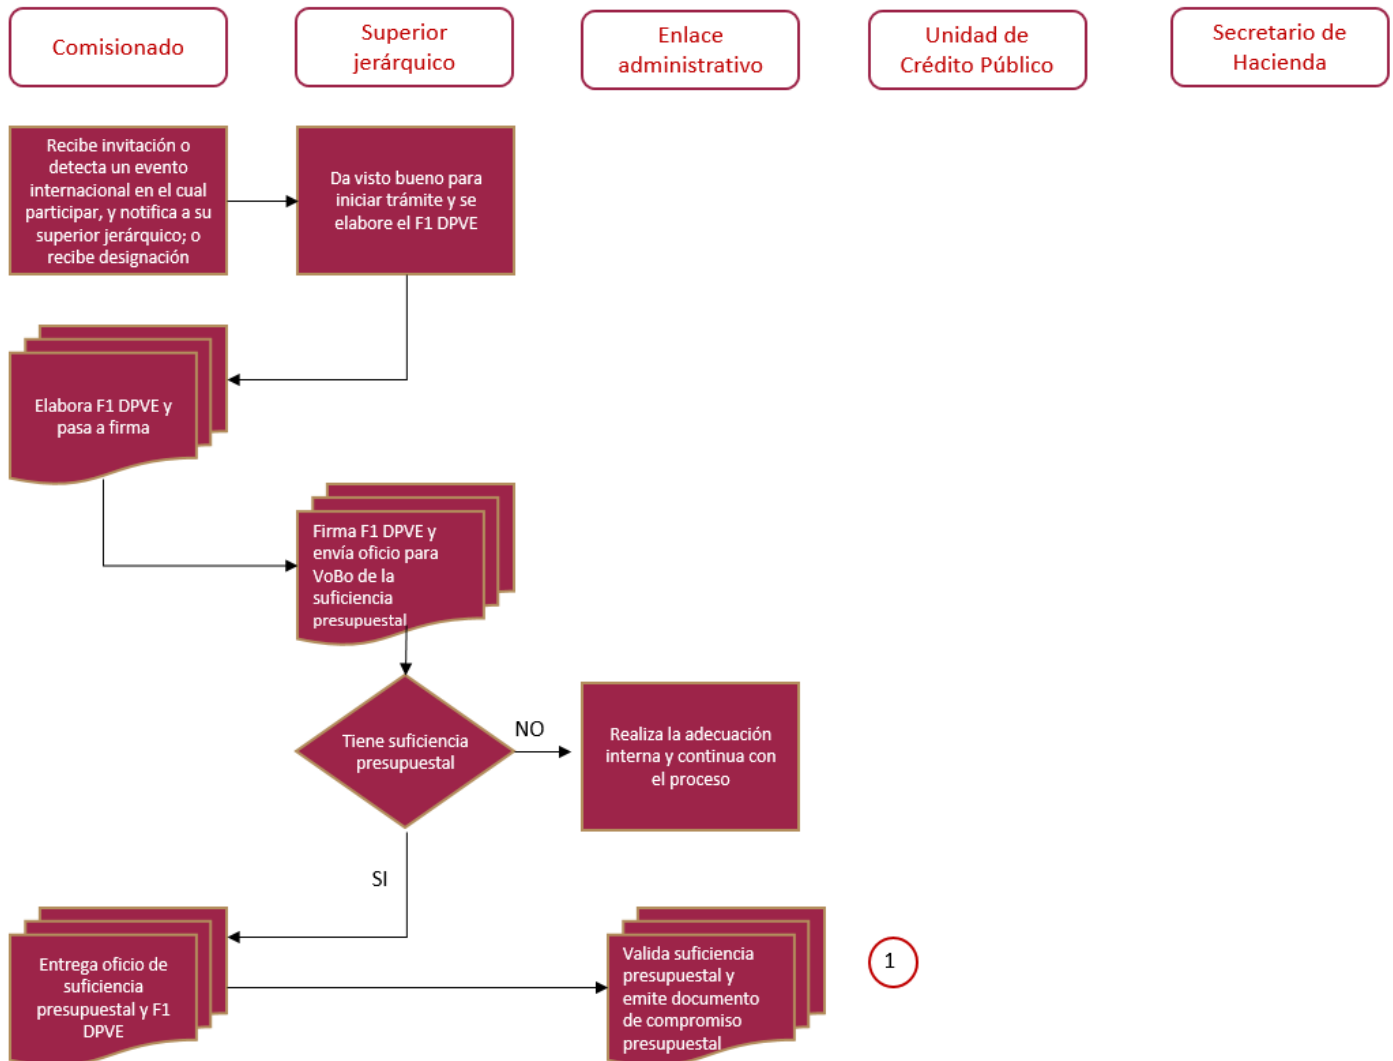 Comisionado
Superior
jerárquico
Enlace
administrativo
Unidad de
Crédito Público
Secretario de
Hacienda
Recibe invitación o
detecta un evento
internacional en el cual
participar, y notifica a su
superior jerárquico; o
recibe designación
Da visto bueno para
iniciar trámite y se
elabore el F1 DPVE
Elabora F1 DPVE y
pasa a firma
Firma F1 DPVE y
envía oficio para
VoBo de la
suficiencia
presupuestal
Tiene suficiencia
presupuestal
NO
Realiza la adecuación
interna y continua con
el proceso
SI
Entrega oficio de
suficiencia
presupuestal y F1
DPVE
Valida suficiencia
presupuestal y
emite documento
de compromiso
presupuestal
1